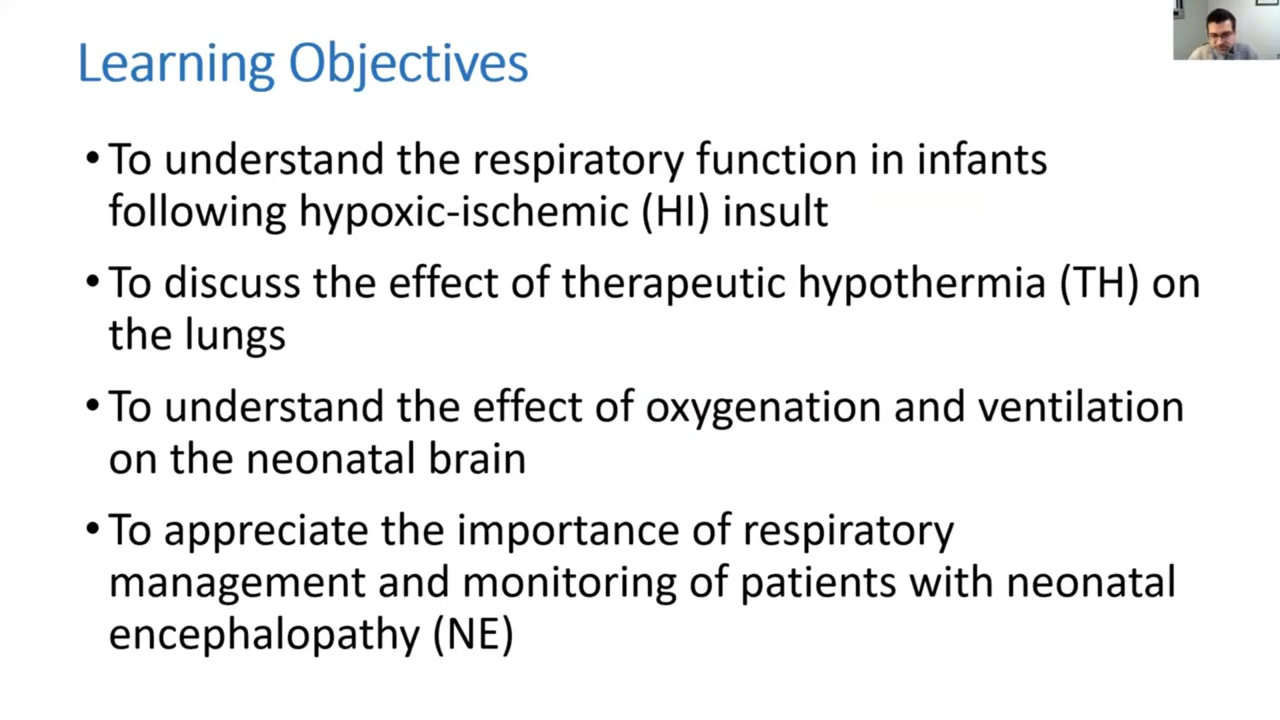 Learning Objectives
• To understand the respiratory function in infants
following hypoxic-ischemic (HI) insult
• To discuss the effect of therapeutic hypothermia (TH) on
the lungs
• To understand the effect of oxygenation and ventilation
on the neonatal brain
• To appreciate the importance of respiratory
management and monitoring of patients with neonatal
encephalopathy (NE)